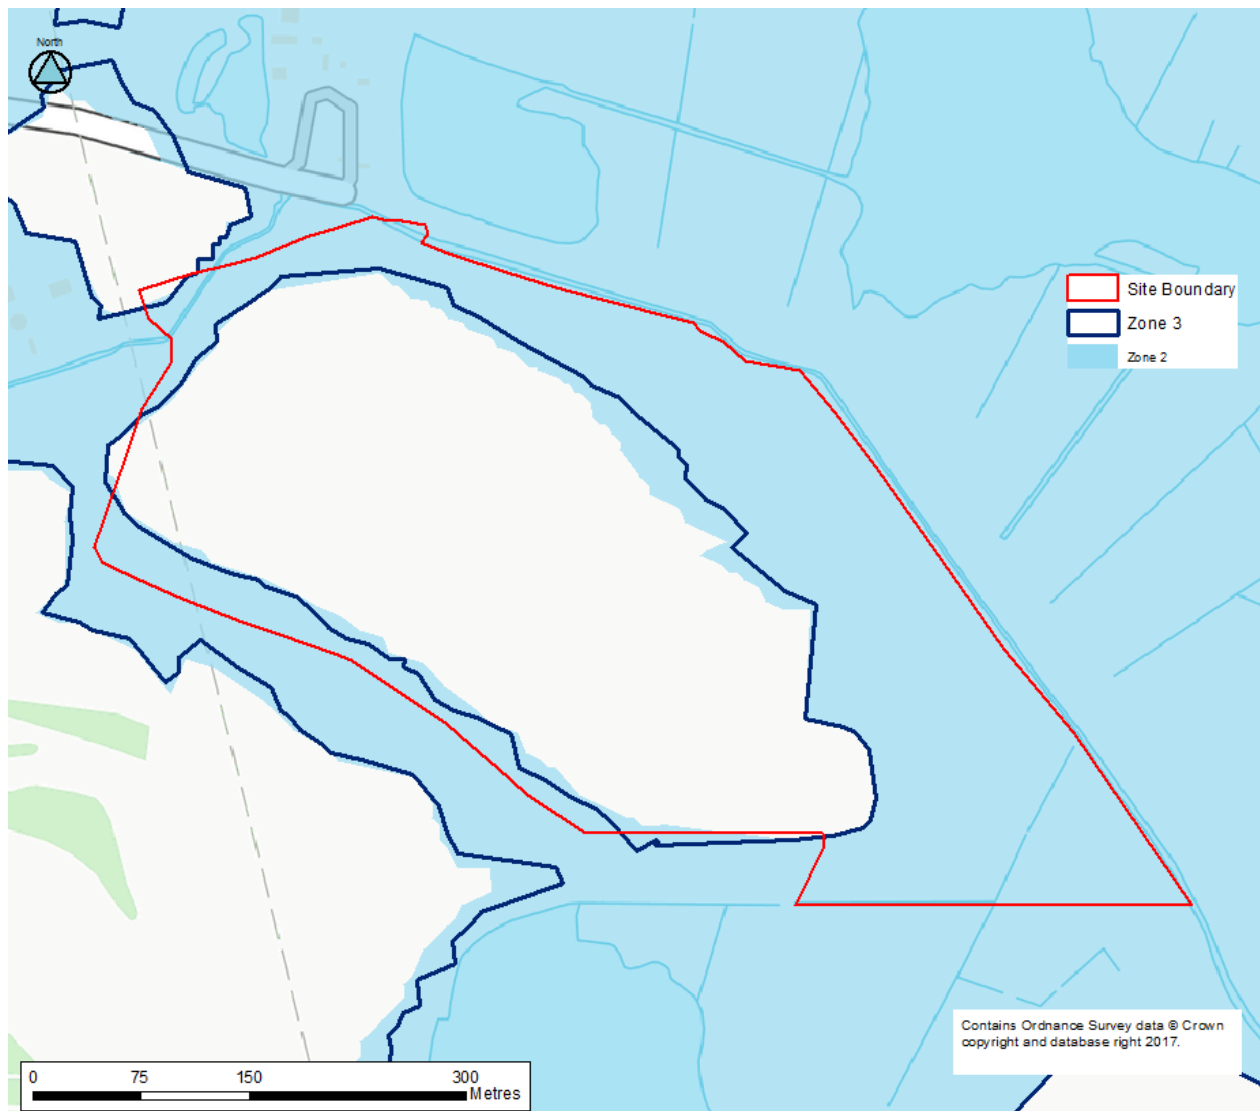 North
Site Boundary
Zone 3
Zone 2
Contains Ordnance Survey data © Crown
copyright and database right 2017.
0 75 150 300
Metres